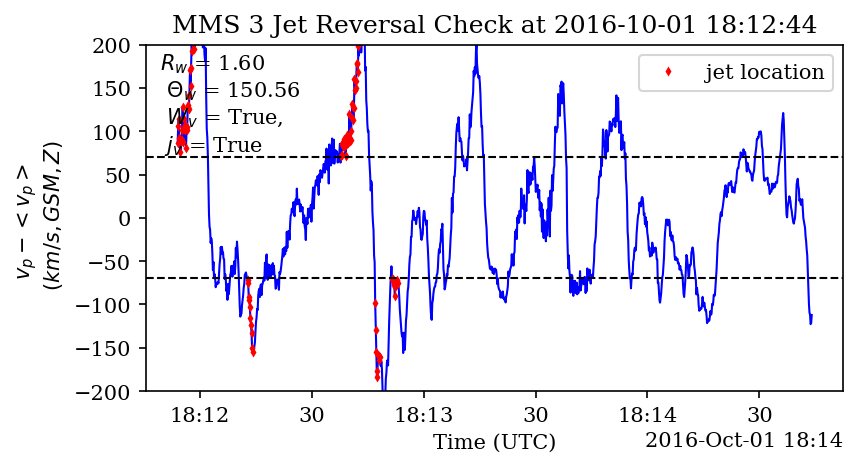 MMS 3 Jet Reversal Check at 2016-10-01 18:12:44
R_w = 1.60
Θ_w = 150.56
W_v = True,
j_v = True
jet location
v_p − < v_p >
(km/s, GSM, Z)
200
150
100
50
0
−50
−100
−150
−200
18:12 30 18:13 30 18:14 30
Time (UTC) 2016-Oct-01 18:14